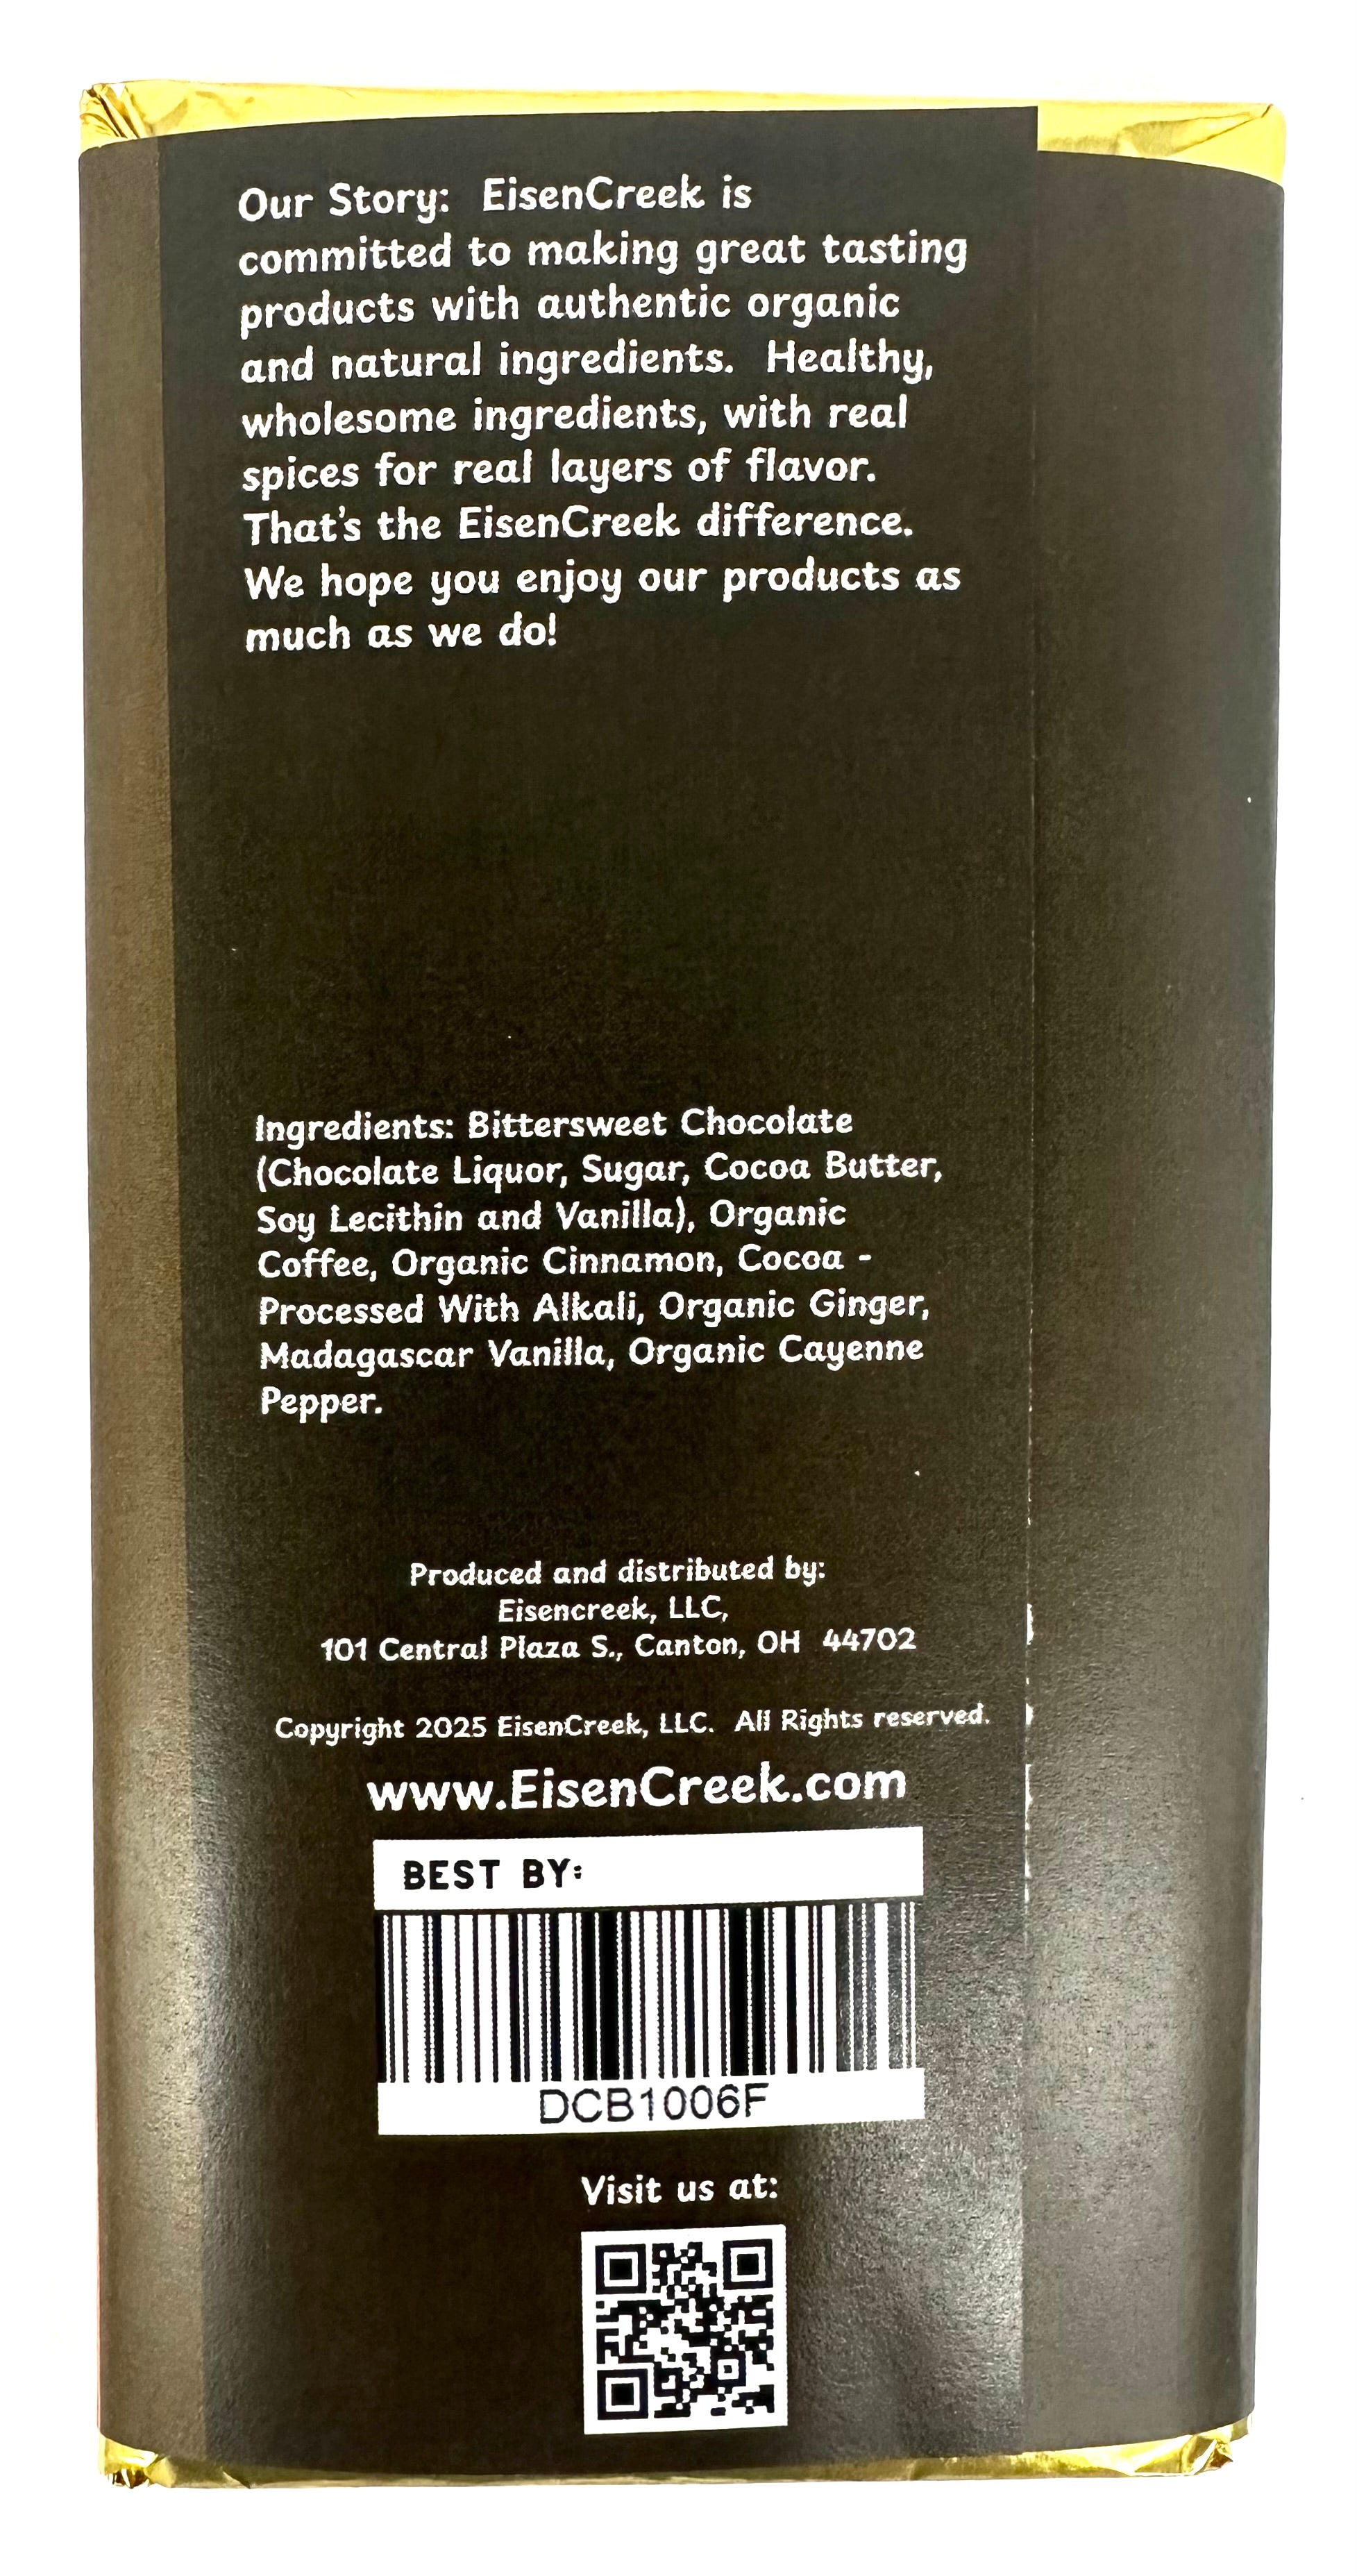 Our Story:  EisenCreek is
committed to making great tasting
products with authentic organic
and natural ingredients.  Healthy,
wholesome ingredients, with real
spices for real layers of flavor.
That's the EisenCreek difference.
We hope you enjoy our products as
much as we do!
Ingredients: Bittersweet Chocolate
(Chocolate Liquor, Sugar, Cocoa Butter,
Soy Lecithin and Vanilla), Organic
Coffee, Organic Cinnamon, Cocoa -
Processed With Alkali, Organic Ginger,
Madagascar Vanilla, Organic Cayenne
Pepper.
Produced and distributed by:
Eisencreek, LLC,
101 Central Plaza S., Canton, OH  44702
Copyright 2025 EisenCreek, LLC.  All Rights reserved.
www.EisenCreek.com
BEST BY:
DCB1006F
Visit us at: